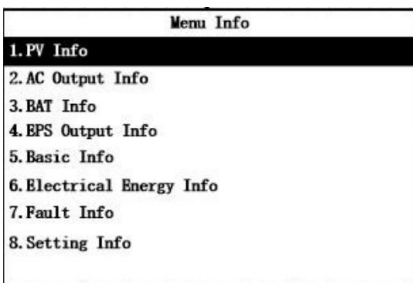 Menu Info
1.PV Info
2.AC Output Info
3.BAT Info
4.EPS Output Info
5.Basic Info
6.Electrical Energy Info
7.Fault Info
8.Setting Info